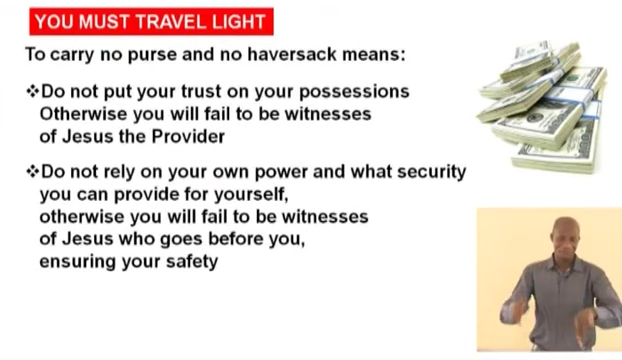 YOU MUST TRAVEL LIGHT
To carry no purse and no haversack means:
❖Do not put your trust on your possessions
Otherwise you will fail to be witnesses
of Jesus the Provider
❖Do not rely on your own power and what security
you can provide for yourself,
otherwise you will fail to be witnesses
of Jesus who goes before you,
ensuring your safety